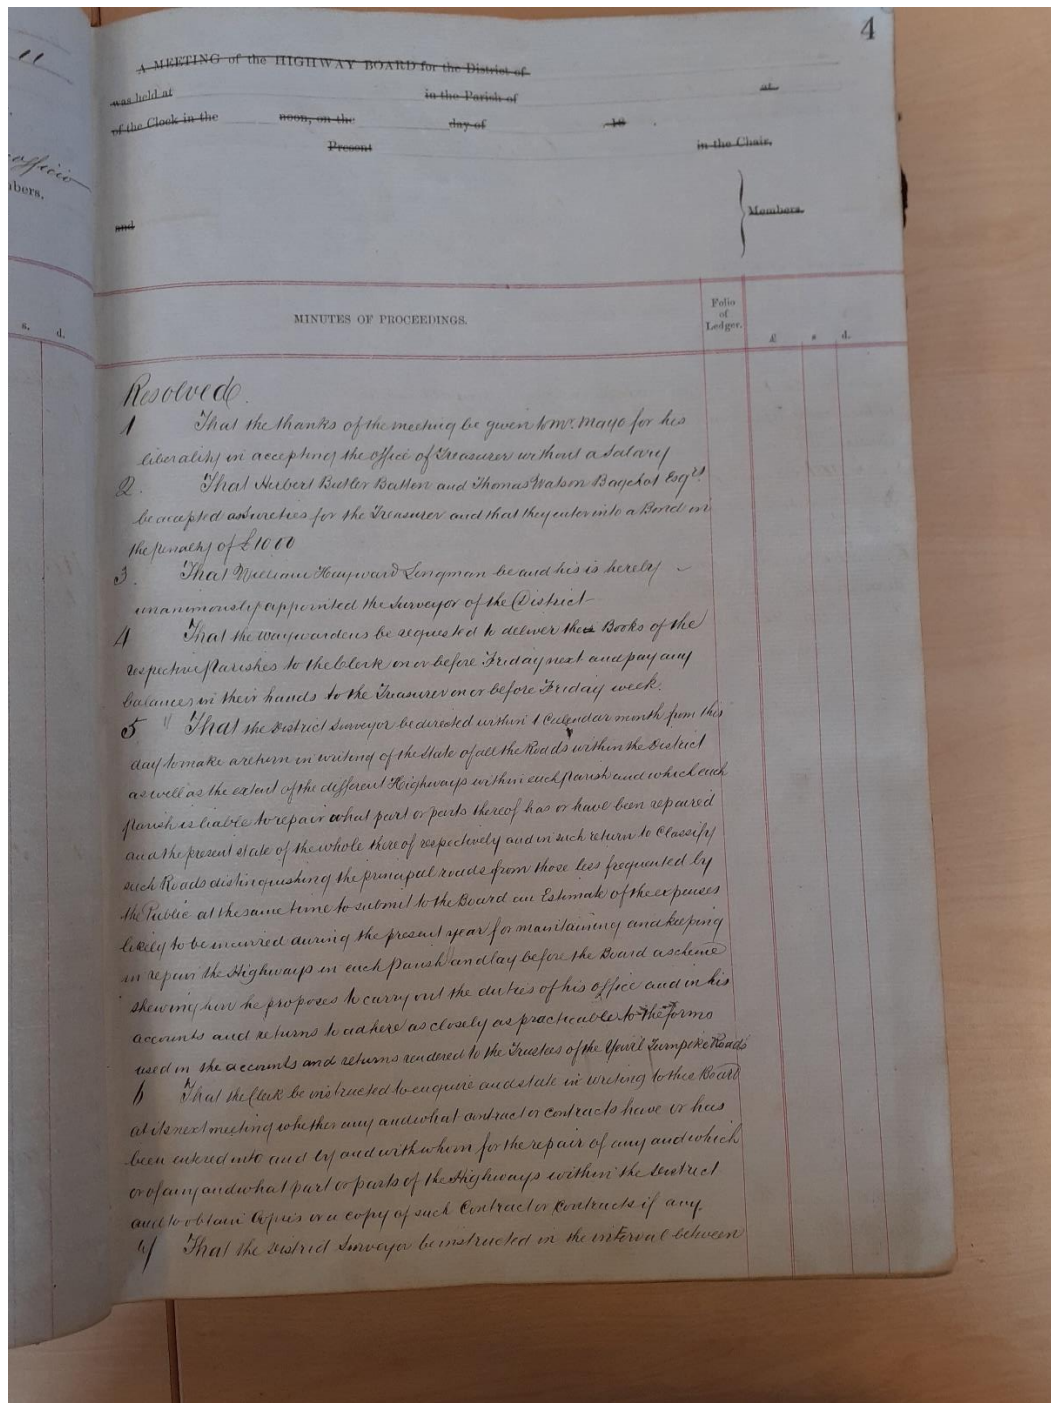 11
officio
mbers.
s. d.
4
A MEETING of the HIGHWAY BOARD for the District of
was held at in the Parish of at
of the Clock in the noon, on the day of 18
Present in the Chair,
and Members.
MINUTES OF PROCEEDINGS. Folio of Ledger. £ s d.
Resolved.
1 That the thanks of the meeting be given to Mr. Mayo for his
liberality in accepting the office of Treasurer without a Salary
2. That Herbert Butler Batten and Thomas Watson Bagehot Esqrs.
be accepted as Sureties for the Treasurer and that they enter into a Bond in
the penalty of £1000
3. That William Hayward Lingman be and his is hereby
unanimously appointed the Surveyor of the District
4 That the waywardens be requested to deliver the Books of the
respective parishes to the Clerk on or before Friday next and pay any
balances in their hands to the Treasurer on or before Friday week.
5 That the District Surveyor be directed within 1 Calendar month from this
day to make a return in writing of the State of all the Roads within the District
as well as the extent of the different Highways within each parish and which each
parish is liable to repair what part or parts thereof has or have been repaired
and the present state of the whole thereof respectively and in such return to Classify
such Roads distinguishing the principal roads from those less frequented by
the Public at the same time to submit to the Board an Estimate of the expenses
likely to be incurred during the present year for maintaining and keeping
in repair the Highways in each Parish and lay before the Board a scheme
shewing how he proposes to carry out the duties of his office and in his
accounts and returns to adhere as closely as practicable to the Forms
used in the accounts and returns rendered to the Trustees of the Yeovil Turnpike Roads
6 That the Clerk be instructed to enquire and state in writing to this Board
at its next meeting whether any and what contract or contracts have or has
been entered into and by and with whom for the repair of any and which
or of any and what part or parts of the Highways within the District
and to obtain copies or a copy of such Contract or Contracts if any.
7 That the District Surveyor be instructed in the interval between